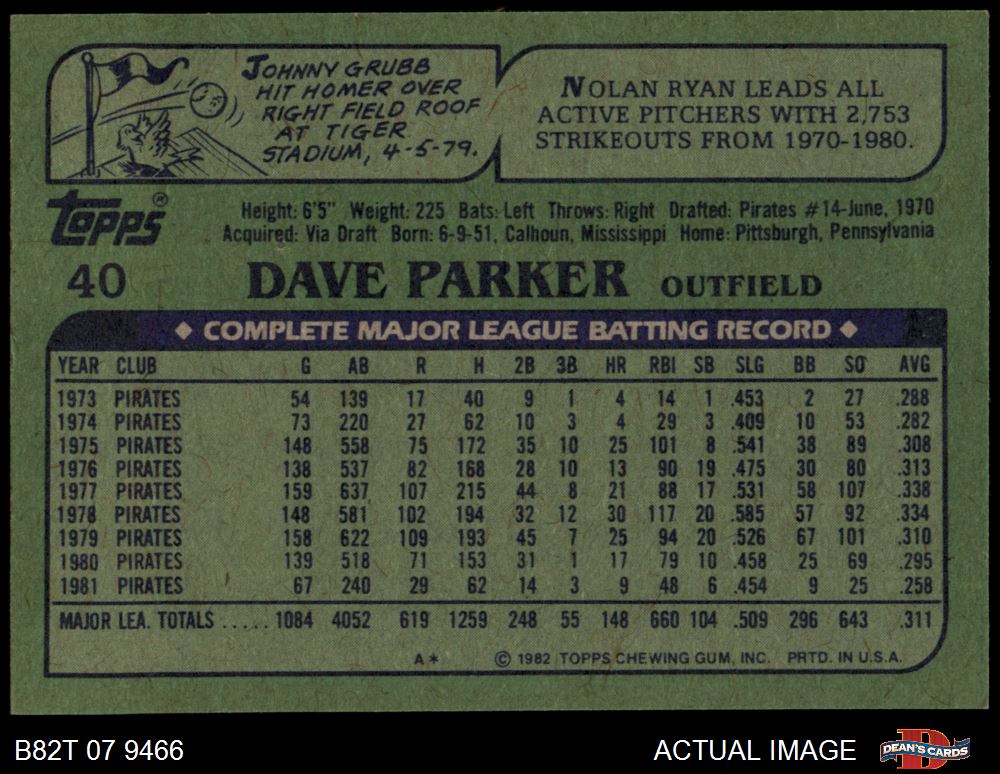 JOHNNY GRUBB
HIT HOMER OVER
RIGHT FIELD ROOF
AT TIGER
STADIUM, 4-5-79.
NOLAN RYAN LEADS ALL
ACTIVE PITCHERS WITH 2,753
STRIKEOUTS FROM 1970-1980.
Topps®
Height: 6'5" Weight: 225 Bats: Left Throws: Right Drafted: Pirates #14-June, 1970
Acquired: Via Draft Born: 6-9-51, Calhoun, Mississippi Home: Pittsburgh, Pennsylvania
40 DAVE PARKER OUTFIELD
◆ COMPLETE MAJOR LEAGUE BATTING RECORD ◆
YEAR CLUB G AB R H 2B 3B HR RBI SB SLG BB SO AVG
1973 PIRATES 54 139 17 40 9 1 4 14 1 .453 2 27 .288
1974 PIRATES 73 220 27 62 10 3 4 29 3 .409 10 53 .282
1975 PIRATES 148 558 75 172 35 10 25 101 8 .541 38 89 .308
1976 PIRATES 138 537 82 168 28 10 13 90 19 .475 30 80 .313
1977 PIRATES 159 637 107 215 44 8 21 88 17 .531 58 107 .338
1978 PIRATES 148 581 102 194 32 12 30 117 20 .585 57 92 .334
1979 PIRATES 158 622 109 193 45 7 25 94 20 .526 67 101 .310
1980 PIRATES 139 518 71 153 31 1 17 79 10 .458 25 69 .295
1981 PIRATES 67 240 29 62 14 3 9 48 6 .454 9 25 .258
MAJOR LEA. TOTALS ..... 1084 4052 619 1259 248 55 148 660 104 .509 296 643 .311
A* © 1982 TOPPS CHEWING GUM, INC. PRTD. IN U.S.A.
B82T 07 9466
ACTUAL IMAGE
DEAN'S CARDS